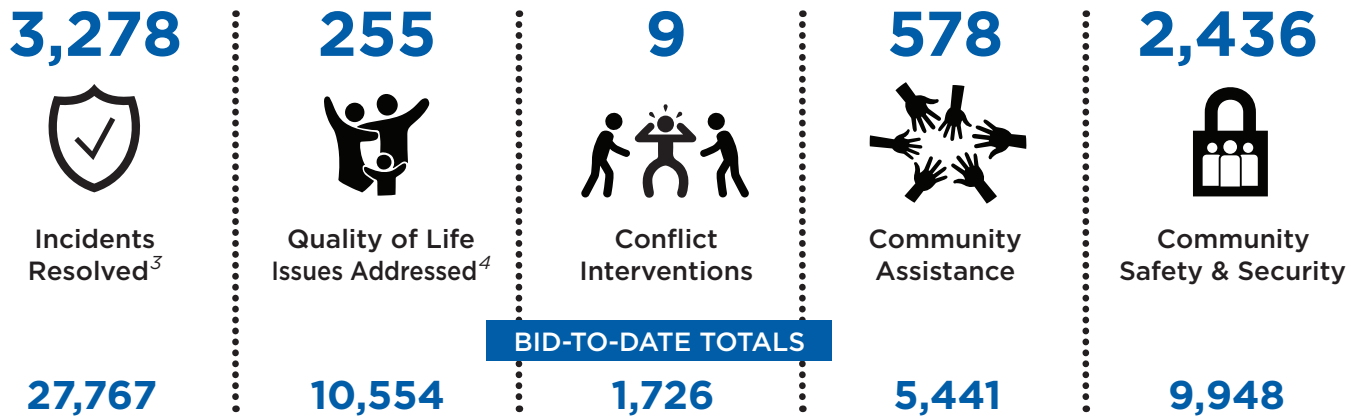 3,278
255
9
578
2,436
Incidents
Resolved3
Quality of Life
Issues Addressed4
Conflict
Interventions
Community
Assistance
Community
Safety & Security
BID-TO-DATE TOTALS
27,767
10,554
1,726
5,441
9,948